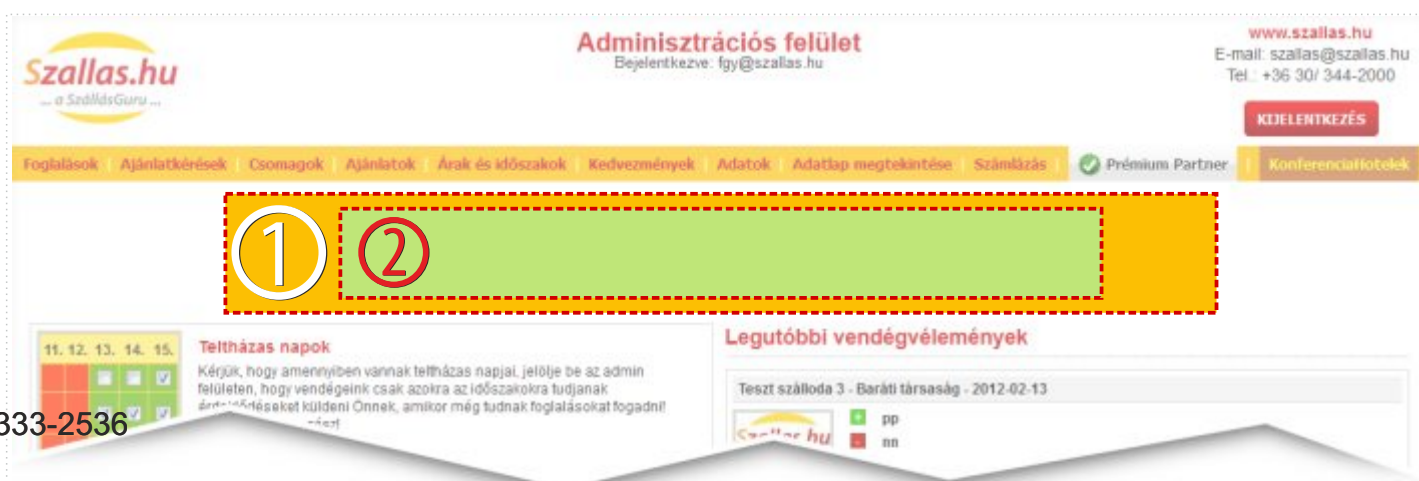 Szallas.hu
... a SzállásGuru ...
Adminisztrációs felület
Bejelentkezve: fgy@szallas.hu
www.szallas.hu
E-mail: szallas@szallas.hu
Tel.: +36 30/ 344-2000
KIJELENTKEZÉS
Foglalások Ajánlatkérések Csomagok Ajánlatok Árak és időszakok Kedvezmények Adatok Adatlap megtekintése Számlázás Prémium Partner KonferenciaHotelek
1 2
11. 12. 13. 14. 15.
Teltházas napok
Kérjük, hogy amennyiben vannak teltházas napjai, jelölje be az admin
felületen, hogy vendégeink csak azokra az időszakokra tudjanak
érdeklődéseket küldeni Önnek, amikor még tudnak foglalásokat fogadni!
333-2536
Legutóbbi vendégvélemények
Teszt szálloda 3 - Baráti társaság - 2012-02-13
Szallas.hu
+ pp
- nn